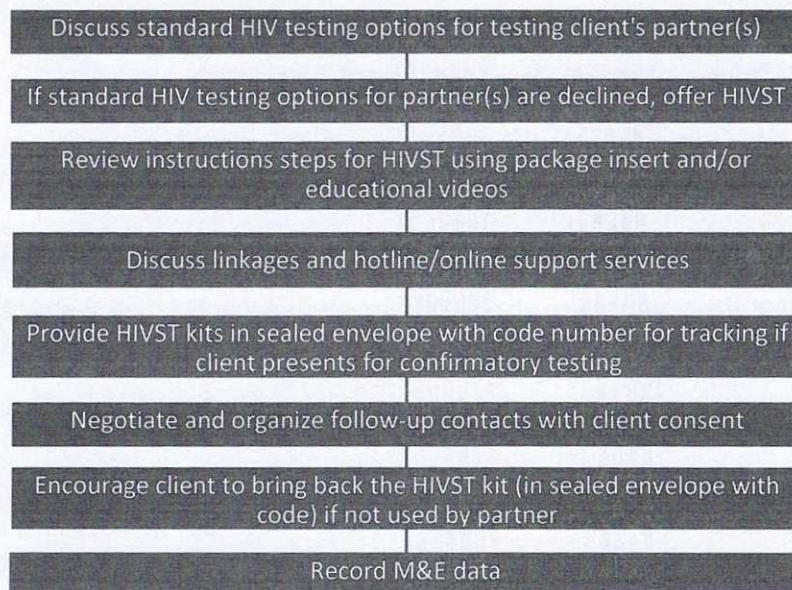 Discuss standard HIV testing options for testing client's partner(s)
If standard HIV testing options for partner(s) are declined, offer HIVST
Review instructions steps for HIVST using package insert and/or
educational videos
Discuss linkages and hotline/online support services
Provide HIVST kits in sealed envelope with code number for tracking if
client presents for confirmatory testing
Negotiate and organize follow-up contacts with client consent
Encourage client to bring back the HIVST kit (in sealed envelope with
code) if not used by partner
Record M&E data